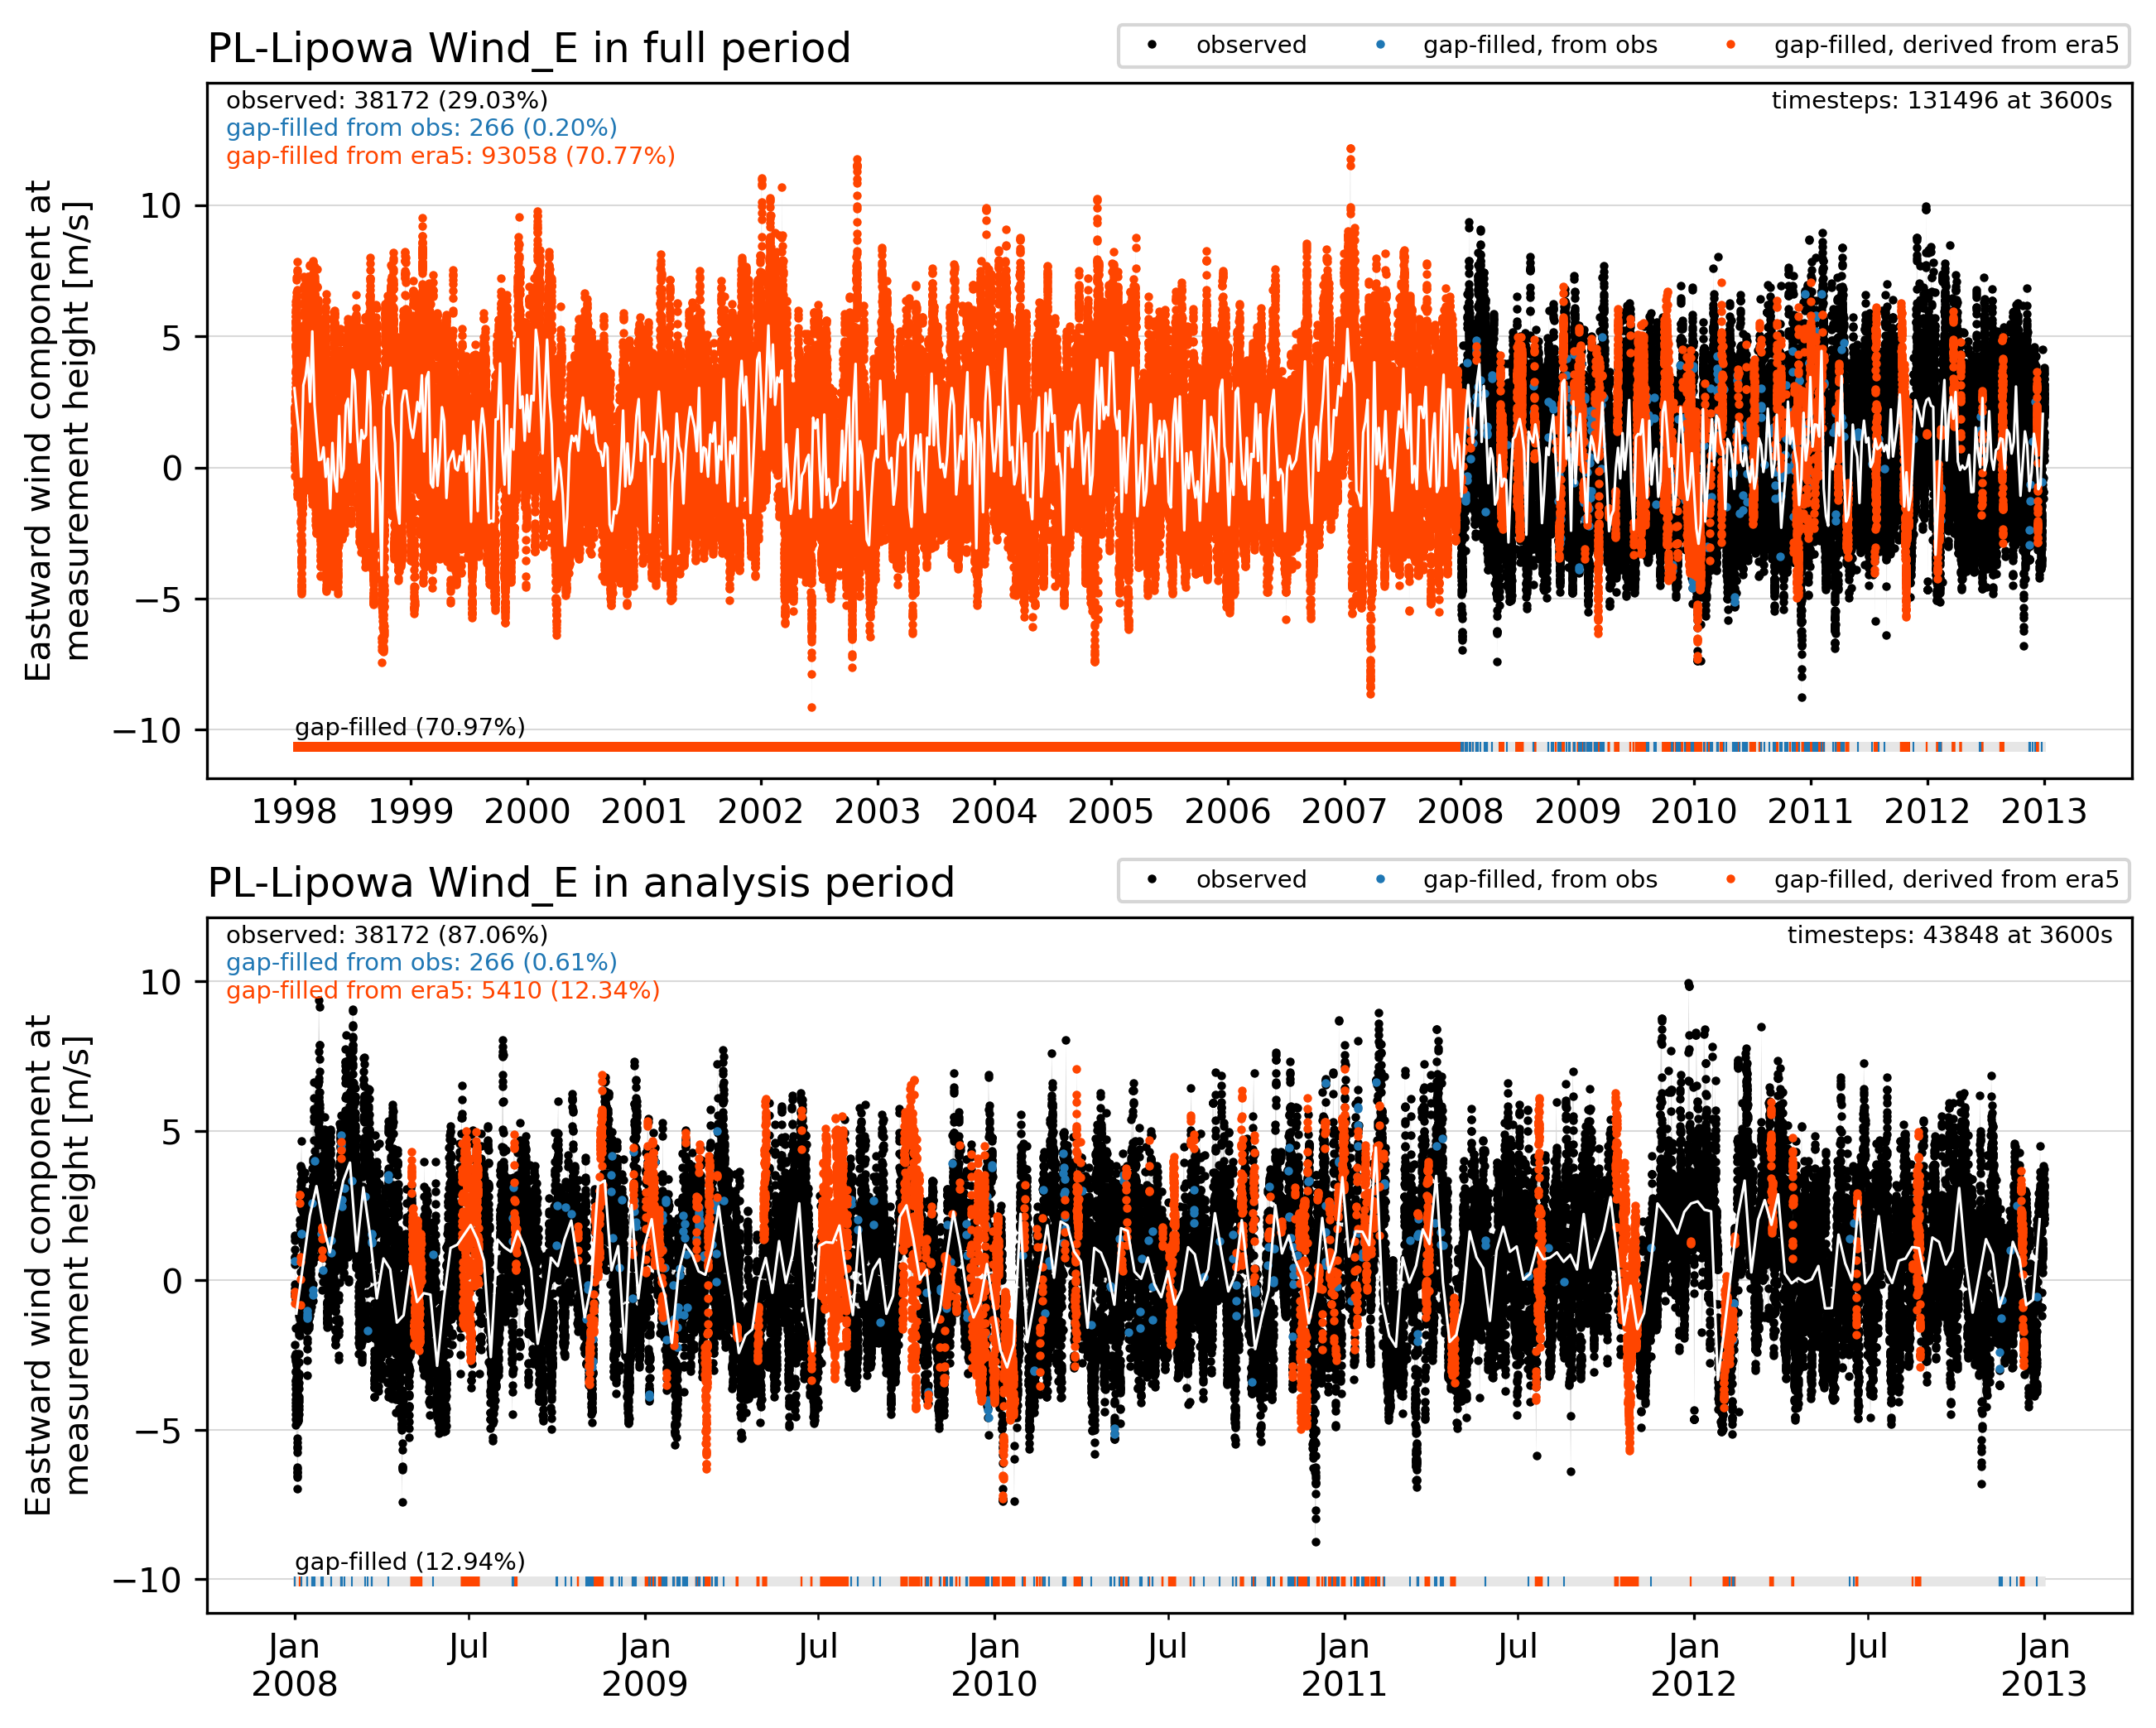 PL-Lipowa Wind_E in full period
observed gap-filled, from obs gap-filled, derived from era5
observed: 38172 (29.03%)
gap-filled from obs: 266 (0.20%)
gap-filled from era5: 93058 (70.77%)
timesteps: 131496 at 3600s
Eastward wind component at
measurement height [m/s]
10
5
0
−5
−10
gap-filled (70.97%)
1998 1999 2000 2001 2002 2003 2004 2005 2006 2007 2008 2009 2010 2011 2012 2013
PL-Lipowa Wind_E in analysis period
observed gap-filled, from obs gap-filled, derived from era5
observed: 38172 (87.06%)
gap-filled from obs: 266 (0.61%)
gap-filled from era5: 5410 (12.34%)
timesteps: 43848 at 3600s
Eastward wind component at
measurement height [m/s]
10
5
0
−5
−10
gap-filled (12.94%)
Jan Jul Jan Jul Jan Jul Jan Jul Jan Jul Jan
2008 2009 2010 2011 2012 2013